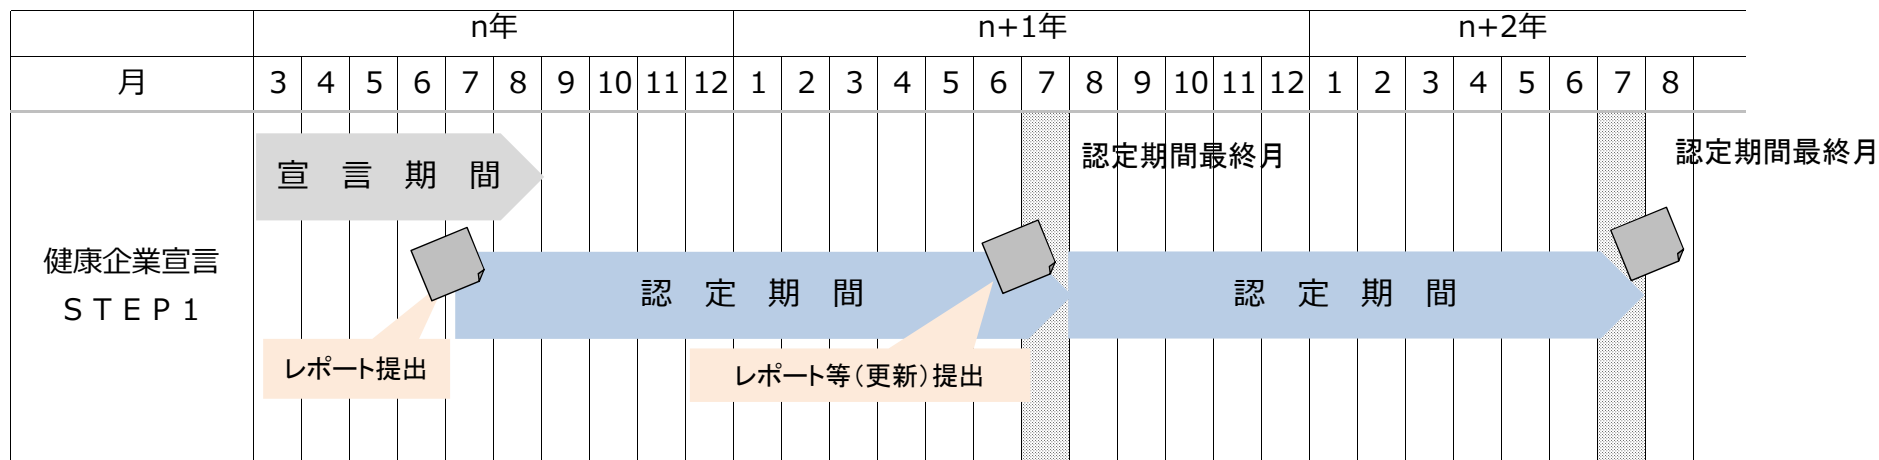 n年 n+1年 n+2年
月 3 4 5 6 7 8 9 10 11 12 1 2 3 4 5 6 7 8 9 10 11 12 1 2 3 4 5 6 7 8
宣言期間
認定期間最終月
認定期間最終月
健康企業宣言
ＳＴＥＰ１
認定期間
認定期間
レポート提出
レポート等（更新）提出